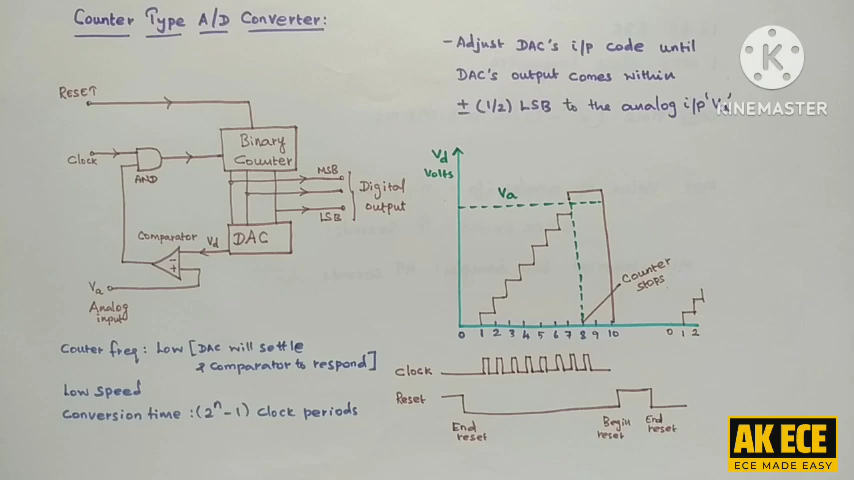 Counter Type A/D Converter:
- Adjust DAC's i/p code until
DAC's output comes within
± (1/2) LSB to the analog i/p 'Va'
KINEMASTER
RESET
Clock
AND
Binary
Counter
MSB
LSB
Digital
output
Comparator
Vd
DAC
-
+
Va
Analog
input
Vd
Volts
Va
Counter
stops
0 1 2 3 4 5 6 7 8 9 10 0 1 2
Couter freq: Low [DAC will settle
& comparator to respond]
Low speed
Conversion time : (2ⁿ-1) Clock periods
Clock
Reset
End
reset
Begin
reset
End
reset
AK ECE
ECE MADE EASY